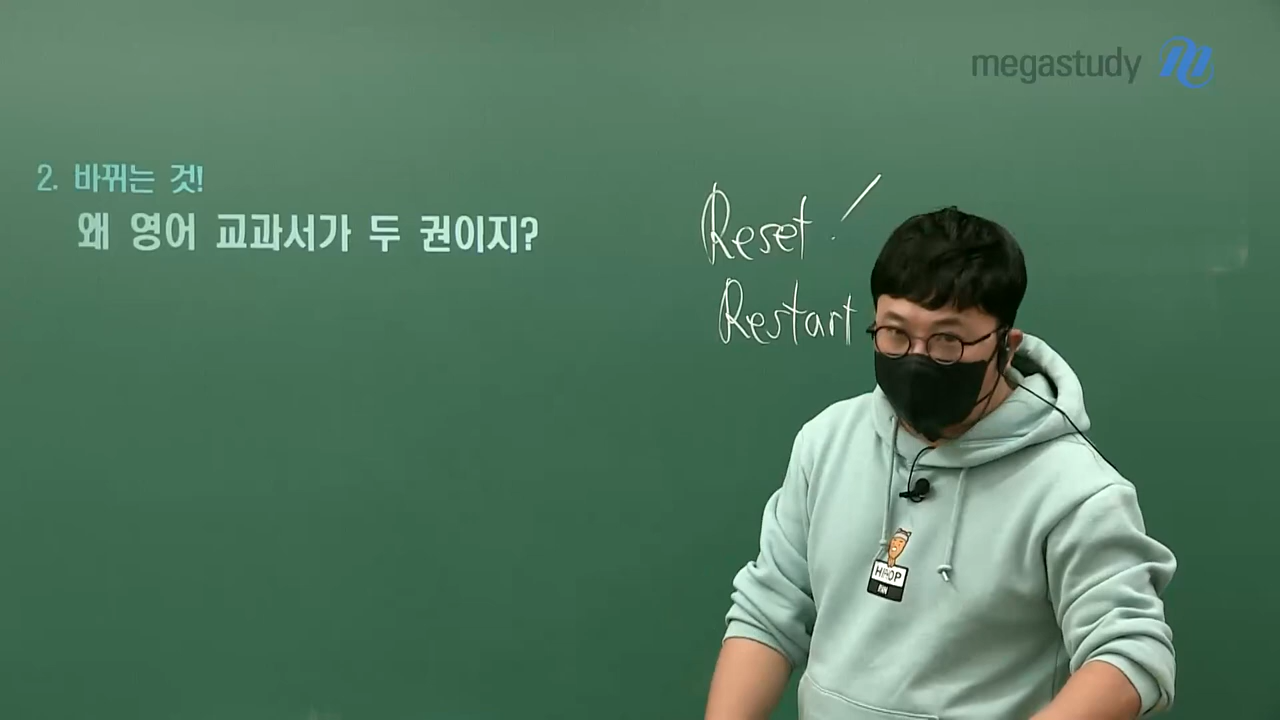 megastudy
2. 바뀌는 것!
왜 영어 교과서가 두 권이지?
Reset!
Restart
HIPHOP